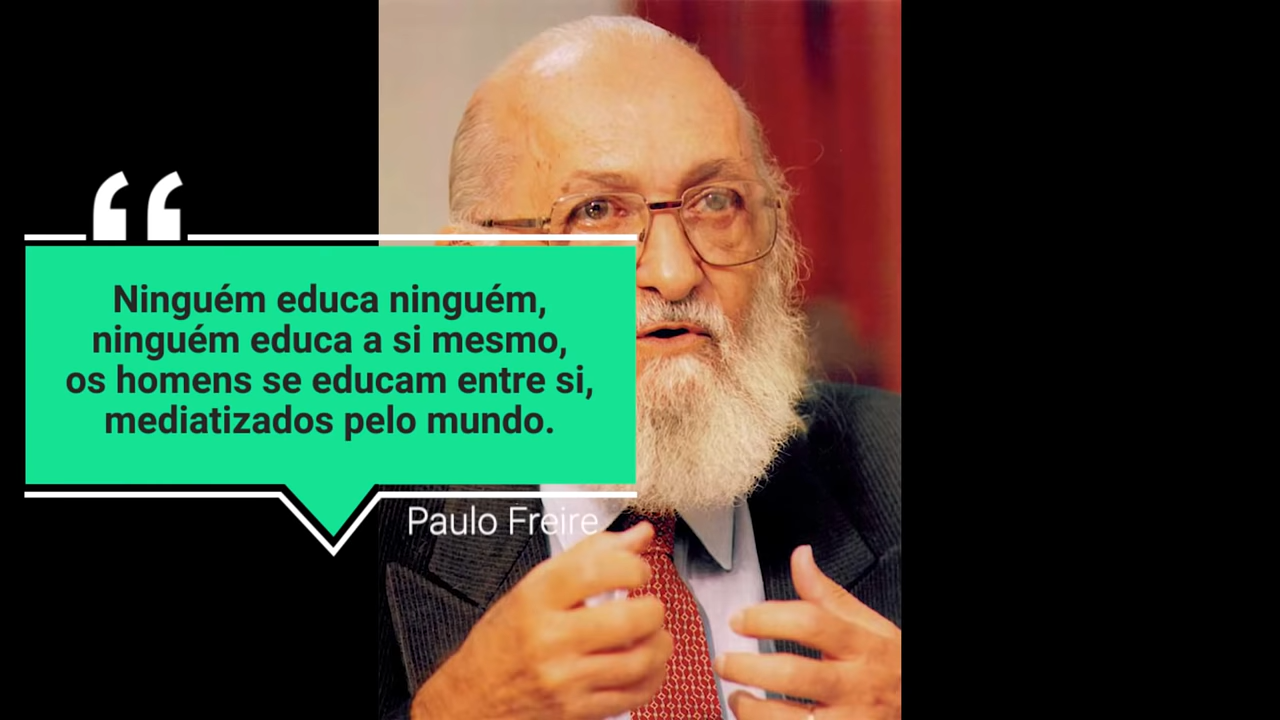 Ninguém educa ninguém,
ninguém educa a si mesmo,
os homens se educam entre si,
mediatizados pelo mundo.
Paulo Freire